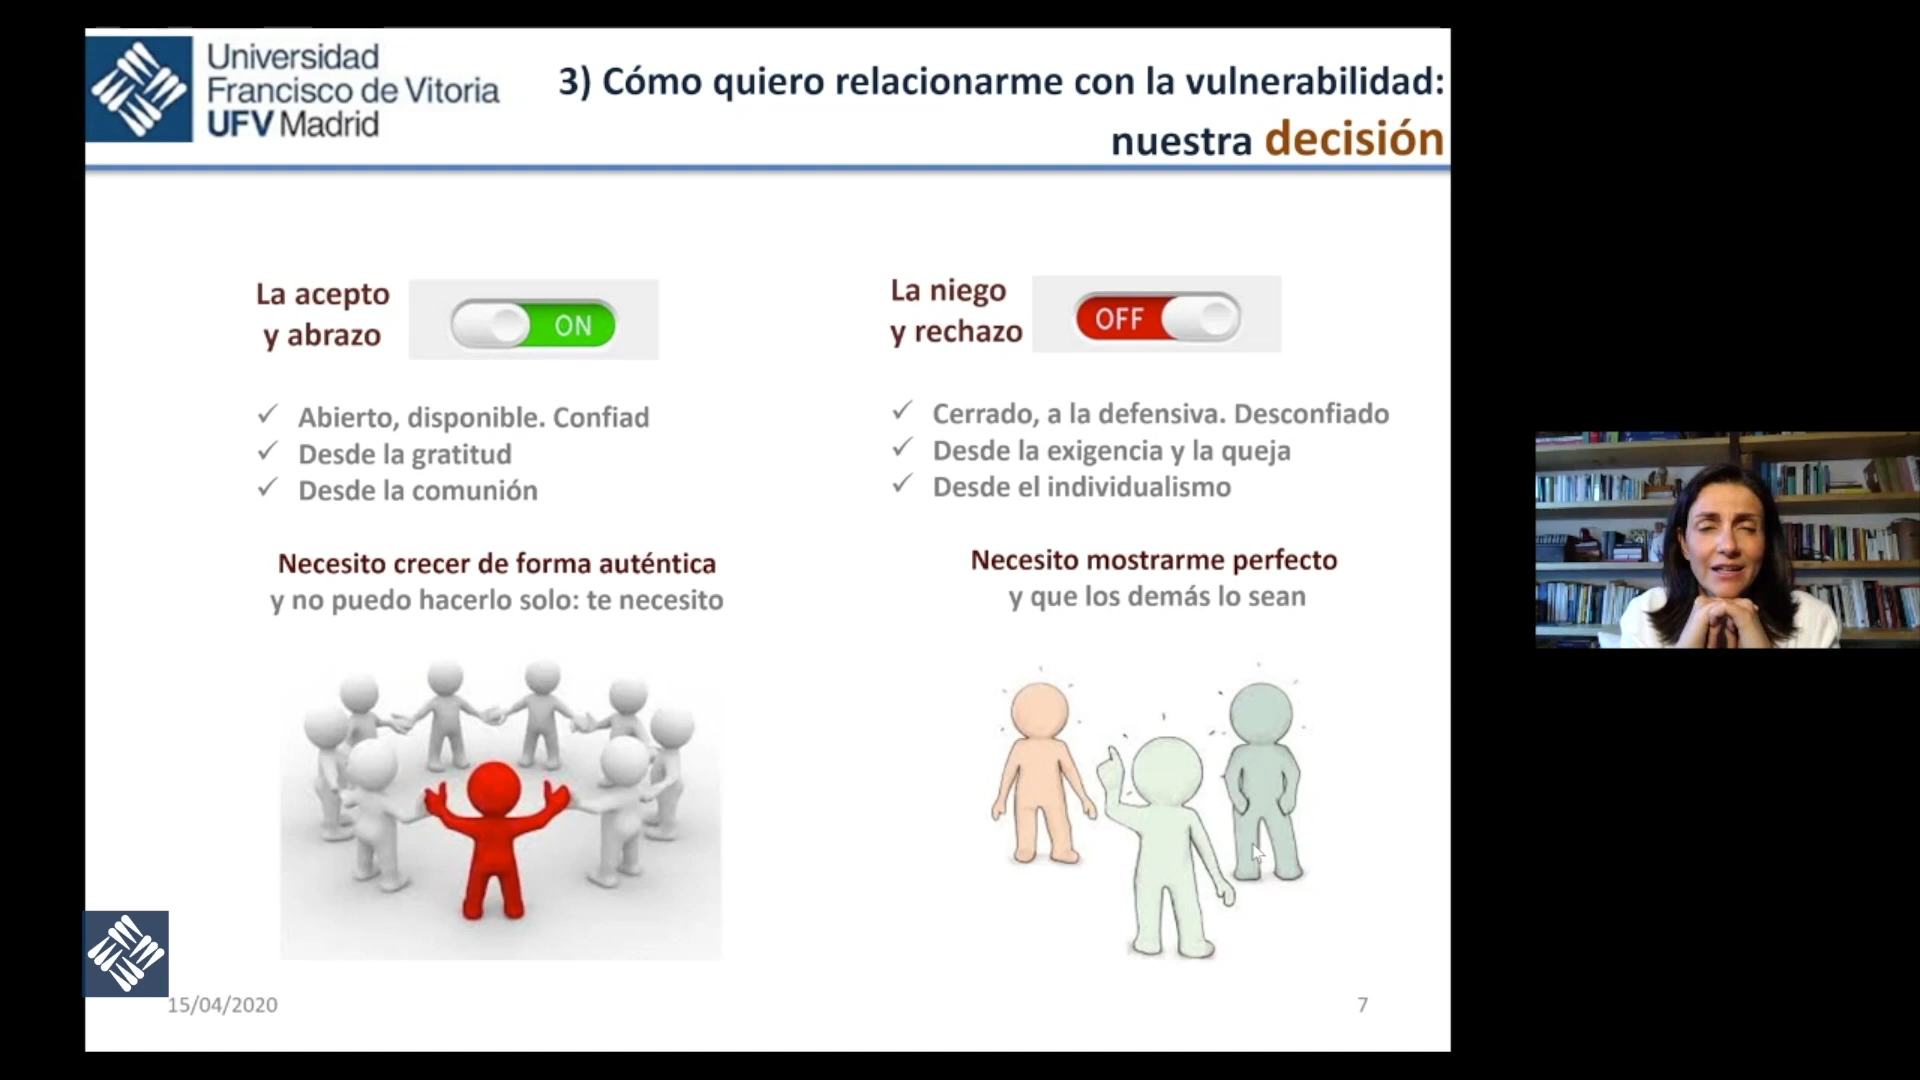 Universidad
Francisco de Vitoria
UFV Madrid
3) Cómo quiero relacionarme con la vulnerabilidad:
nuestra decisión
La acepto
y abrazo
ON
✓ Abierto, disponible. Confiad
✓ Desde la gratitud
✓ Desde la comunión
Necesito crecer de forma auténtica
y no puedo hacerlo solo: te necesito
La niego
y rechazo
OFF
✓ Cerrado, a la defensiva. Desconfiado
✓ Desde la exigencia y la queja
✓ Desde el individualismo
Necesito mostrarme perfecto
y que los demás lo sean
15/04/2020
7